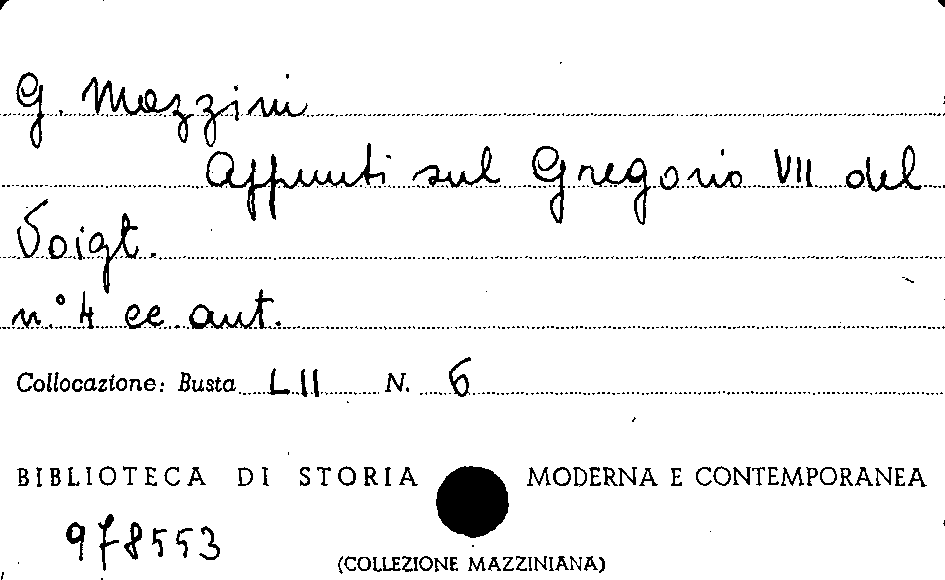 G. Mazzini
Appunti sul Gregorio VII del
Voigt.
n.° 4 cc. aut.
Collocazione: Busta LII N. 6
BIBLIOTECA DI STORIA MODERNA E CONTEMPORANEA
978553
(COLLEZIONE MAZZINIANA)